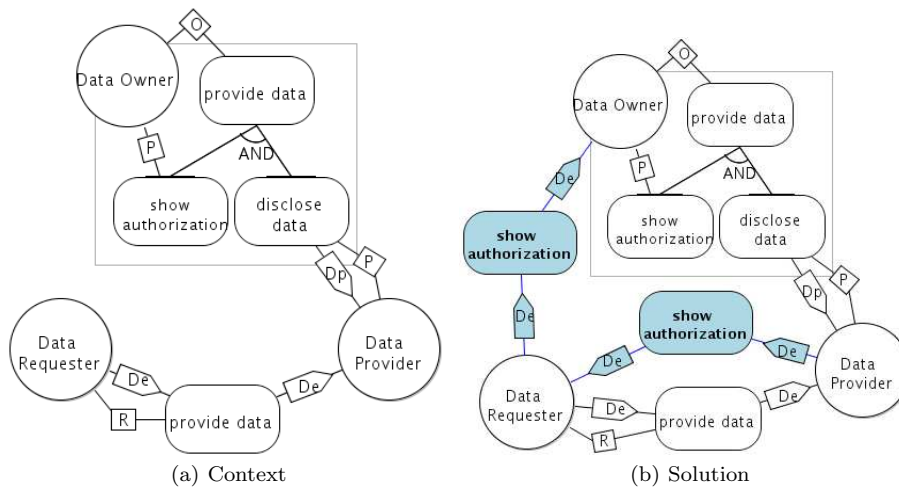 O
Data Owner
provide data
P
AND
show
authorization
disclose
data
Dp
P
Data
Requester
Data
Provider
De
De
R
provide data
(a) Context
O
Data Owner
provide data
P
AND
De
show
authorization
disclose
data
show
authorization
De
Dp
P
show
authorization
De
De
Data
Provider
Data
Requester
De
De
R
provide data
(b) Solution